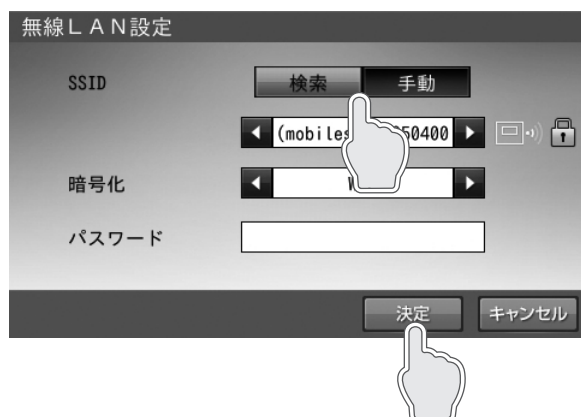 無線ＬＡＮ設定
SSID 検索 手動
(mobiles 50400
暗号化
パスワード
決定 キャンセル